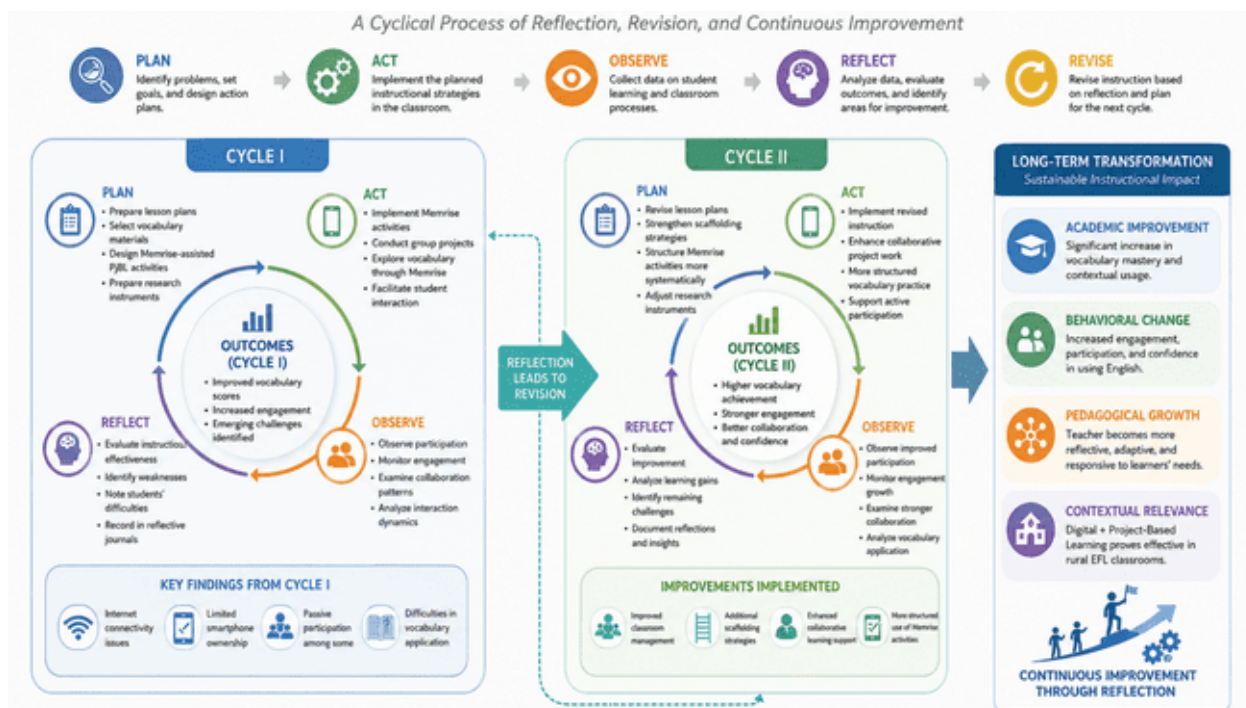 A Cyclical Process of Reflection, Revision, and Continuous Improvement
PLAN
Identify problems, set
goals, and design action
plans.
ACT
Implement the planned
instructional strategies
in the classroom.
OBSERVE
Collect data on student
learning and classroom
processes.
REFLECT
Analyze data, evaluate
outcomes, and identify
areas for improvement.
REVISE
Revise instruction based
on reflection and plan
for the next cycle.
CYCLE I
PLAN
• Prepare lesson plans
• Select vocabulary
materials
• Design Memrise-assisted
PjBL activities
• Prepare research
instruments
ACT
• Implement Memrise
activities
• Conduct group projects
• Explore vocabulary
through Memrise
• Facilitate student
interaction
OUTCOMES
(CYCLE I)
• Improved vocabulary
scores
• Increased engagement
• Emerging challenges
identified
REFLECT
• Evaluate instructional
effectiveness
• Identify weaknesses
• Note students'
difficulties
• Record in reflective
journals
OBSERVE
• Observe participation
• Monitor engagement
• Examine collaboration
patterns
• Analyze interaction
dynamics
KEY FINDINGS FROM CYCLE I
Internet
connectivity
issues
Limited
smartphone
ownership
Passive
participation
among some
Difficulties in
vocabulary
application
REFLECTION
LEADS TO
REVISION
CYCLE II
PLAN
• Revise lesson plans
• Strengthen scaffolding
strategies
• Structure Memrise
activities more
systematically
• Adjust research
instruments
ACT
• Implement revised
instruction
• Enhance collaborative
project work
• More structured
vocabulary practice
• Support active
participation
OUTCOMES
(CYCLE II)
• Higher vocabulary
achievement
• Stronger engagement
• Better collaboration
and confidence
REFLECT
• Evaluate
improvement
• Analyze learning gains
• Identify remaining
challenges
• Document reflections
and insights
OBSERVE
• Observe improved
participation
• Monitor engagement
growth
• Examine stronger
collaboration
• Analyze vocabulary
application
IMPROVEMENTS IMPLEMENTED
Improved
classroom
management
Additional
scaffolding
strategies
Enhanced
collaborative
learning support
More structured
use of Memrise
activities
LONG-TERM TRANSFORMATION
Sustainable Instructional Impact
ACADEMIC IMPROVEMENT
Significant increase in
vocabulary mastery and
contextual usage.
BEHAVIORAL CHANGE
Increased engagement,
participation, and confidence
in using English.
PEDAGOGICAL GROWTH
Teacher becomes more
reflective, adaptive, and
responsive to learners' needs.
CONTEXTUAL RELEVANCE
Digital + Project-Based
Learning proves effective in
rural EFL classrooms.
CONTINUOUS IMPROVEMENT
THROUGH REFLECTION